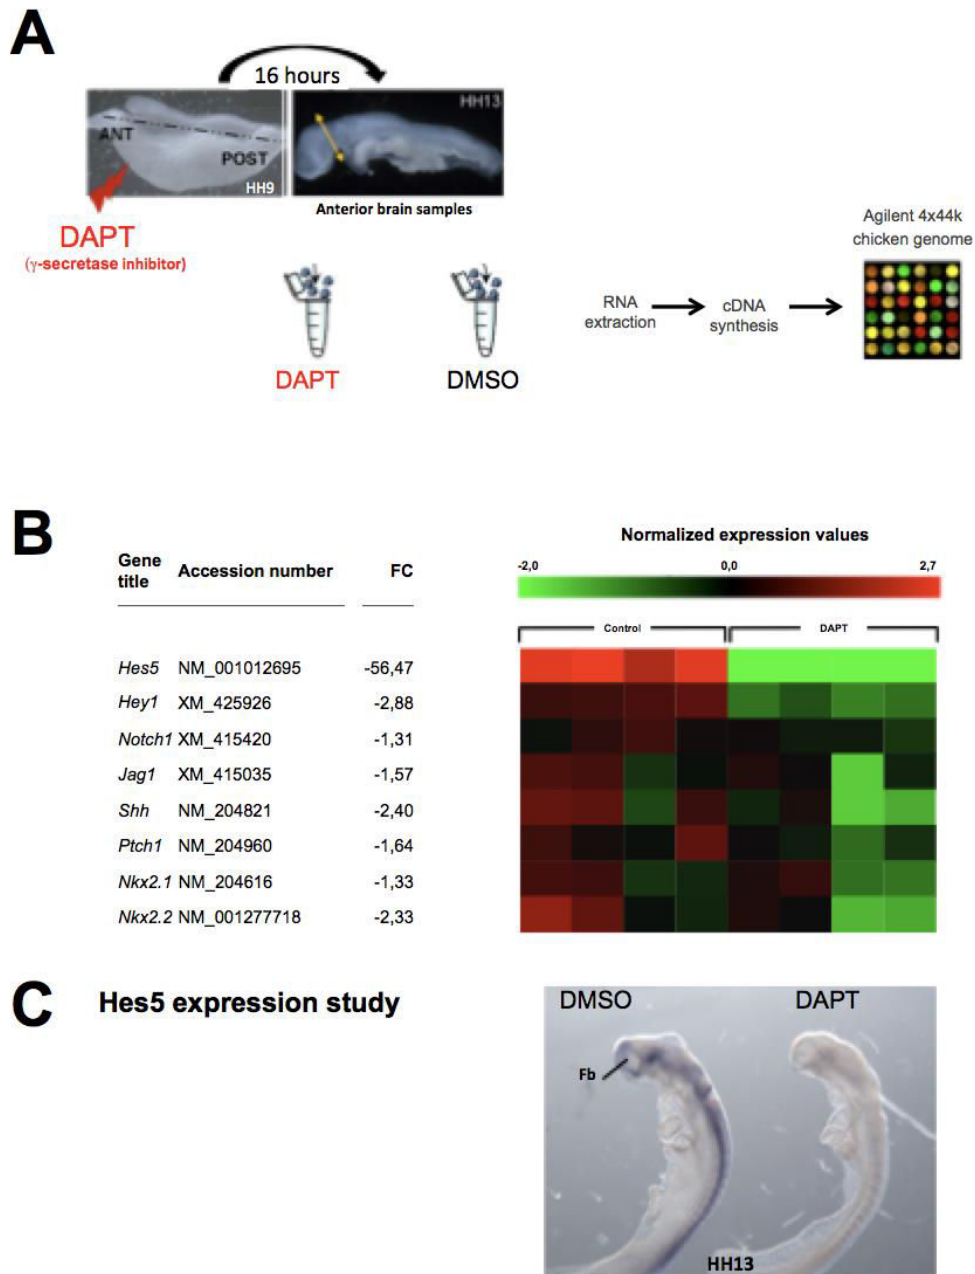 A
16 hours
ANT
POST
HH9
HH13
DAPT
(γ-secretase inhibitor)
Anterior brain samples
DAPT
DMSO
RNA
extraction
cDNA
synthesis
Agilent 4x44k
chicken genome
B
Gene
title
Accession number
FC
Hes5 NM_001012695 -56,47
Hey1 XM_425926 -2,88
Notch1 XM_415420 -1,31
Jag1 XM_415035 -1,57
Shh NM_204821 -2,40
Ptch1 NM_204960 -1,64
Nkx2.1 NM_204616 -1,33
Nkx2.2 NM_001277718 -2,33
Normalized expression values
-2,0 0,0 2,7
Control DAPT
C
Hes5 expression study
DMSO DAPT
Fb
HH13